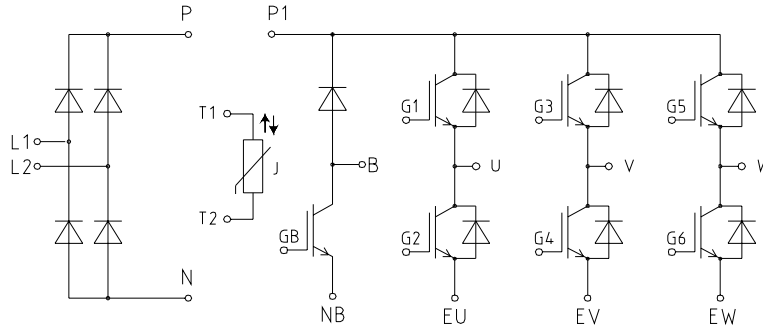 P P1
T1 G1 G3 G5
L1
L2 J B U V W
T2 GB G2 G4 G6
N
NB EU EV EW